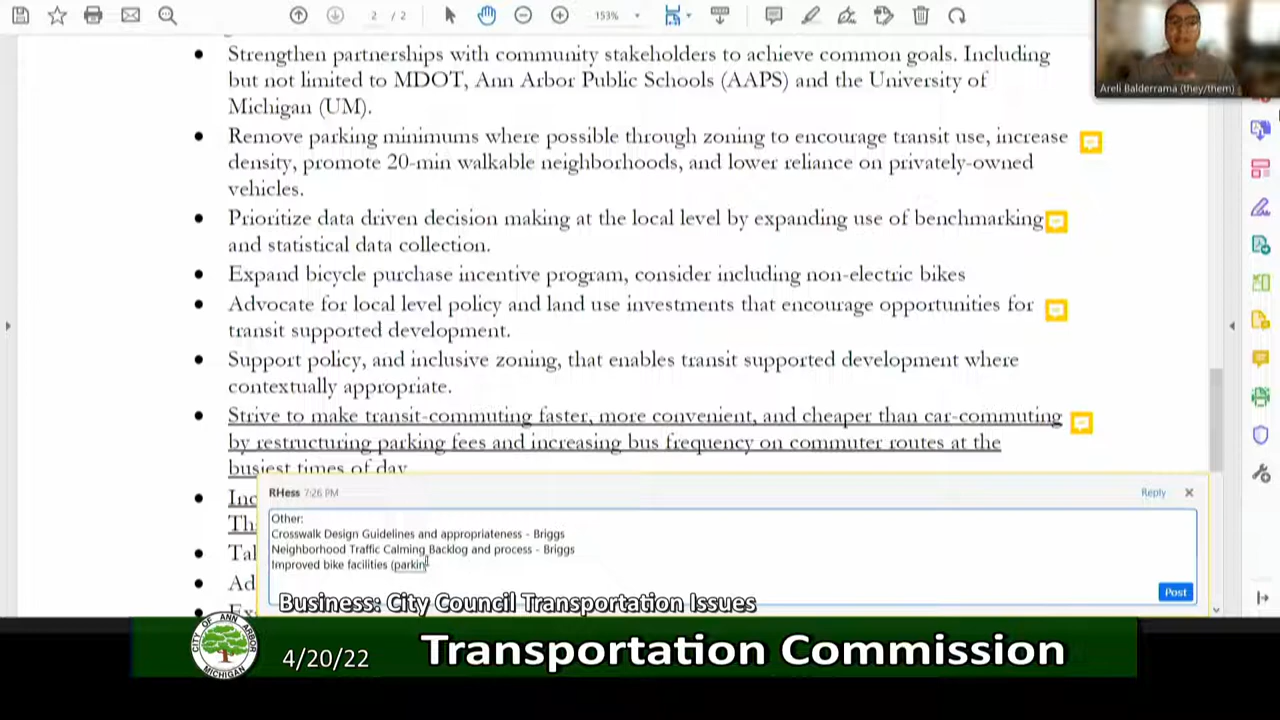 2 / 2
153%
Areli Balderrama (they/them)
Strengthen partnerships with community stakeholders to achieve common goals. Including
but not limited to MDOT, Ann Arbor Public Schools (AAPS) and the University of
Michigan (UM).
Remove parking minimums where possible through zoning to encourage transit use, increase
density, promote 20-min walkable neighborhoods, and lower reliance on privately-owned
vehicles.
Prioritize data driven decision making at the local level by expanding use of benchmarking
and statistical data collection.
Expand bicycle purchase incentive program, consider including non-electric bikes
Advocate for local level policy and land use investments that encourage opportunities for
transit supported development.
Support policy, and inclusive zoning, that enables transit supported development where
contextually appropriate.
Strive to make transit-commuting faster, more convenient, and cheaper than car-commuting
by restructuring parking fees and increasing bus frequency on commuter routes at the
busiest times of day
Inc
Th
Tal
Ad
RHess 7:26 PM
Reply
Other:
Crosswalk Design Guidelines and appropriateness - Briggs
Neighborhood Traffic Calming Backlog and process - Briggs
Improved bike facilities (parkin
Post
Business: City Council Transportation Issues
CITY OF ANN ARBOR
MICHIGAN
4/20/22
Transportation Commission